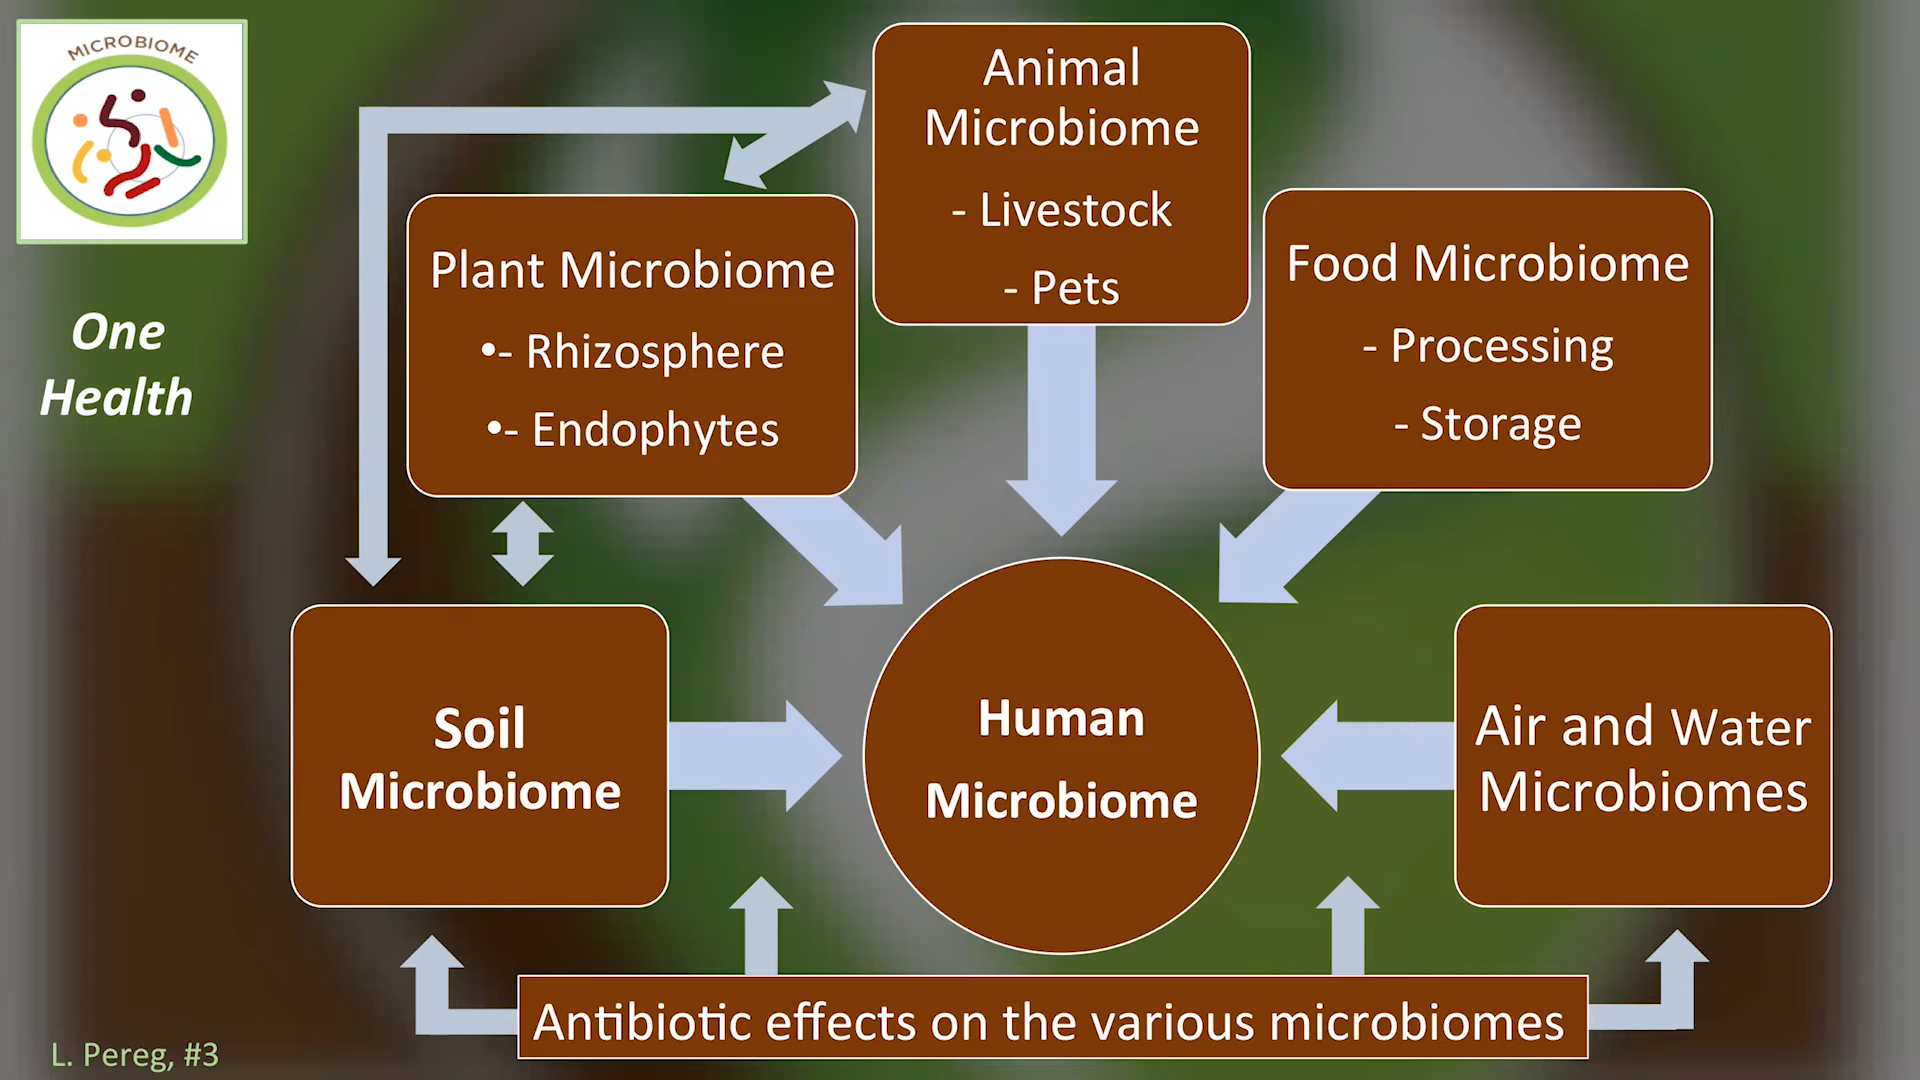 MICROBIOME
One
Health
Animal
Microbiome
- Livestock
- Pets
Plant Microbiome
•- Rhizosphere
•- Endophytes
Food Microbiome
- Processing
- Storage
Soil
Microbiome
Human
Microbiome
Air and Water
Microbiomes
Antibiotic effects on the various microbiomes
L. Pereg, #3